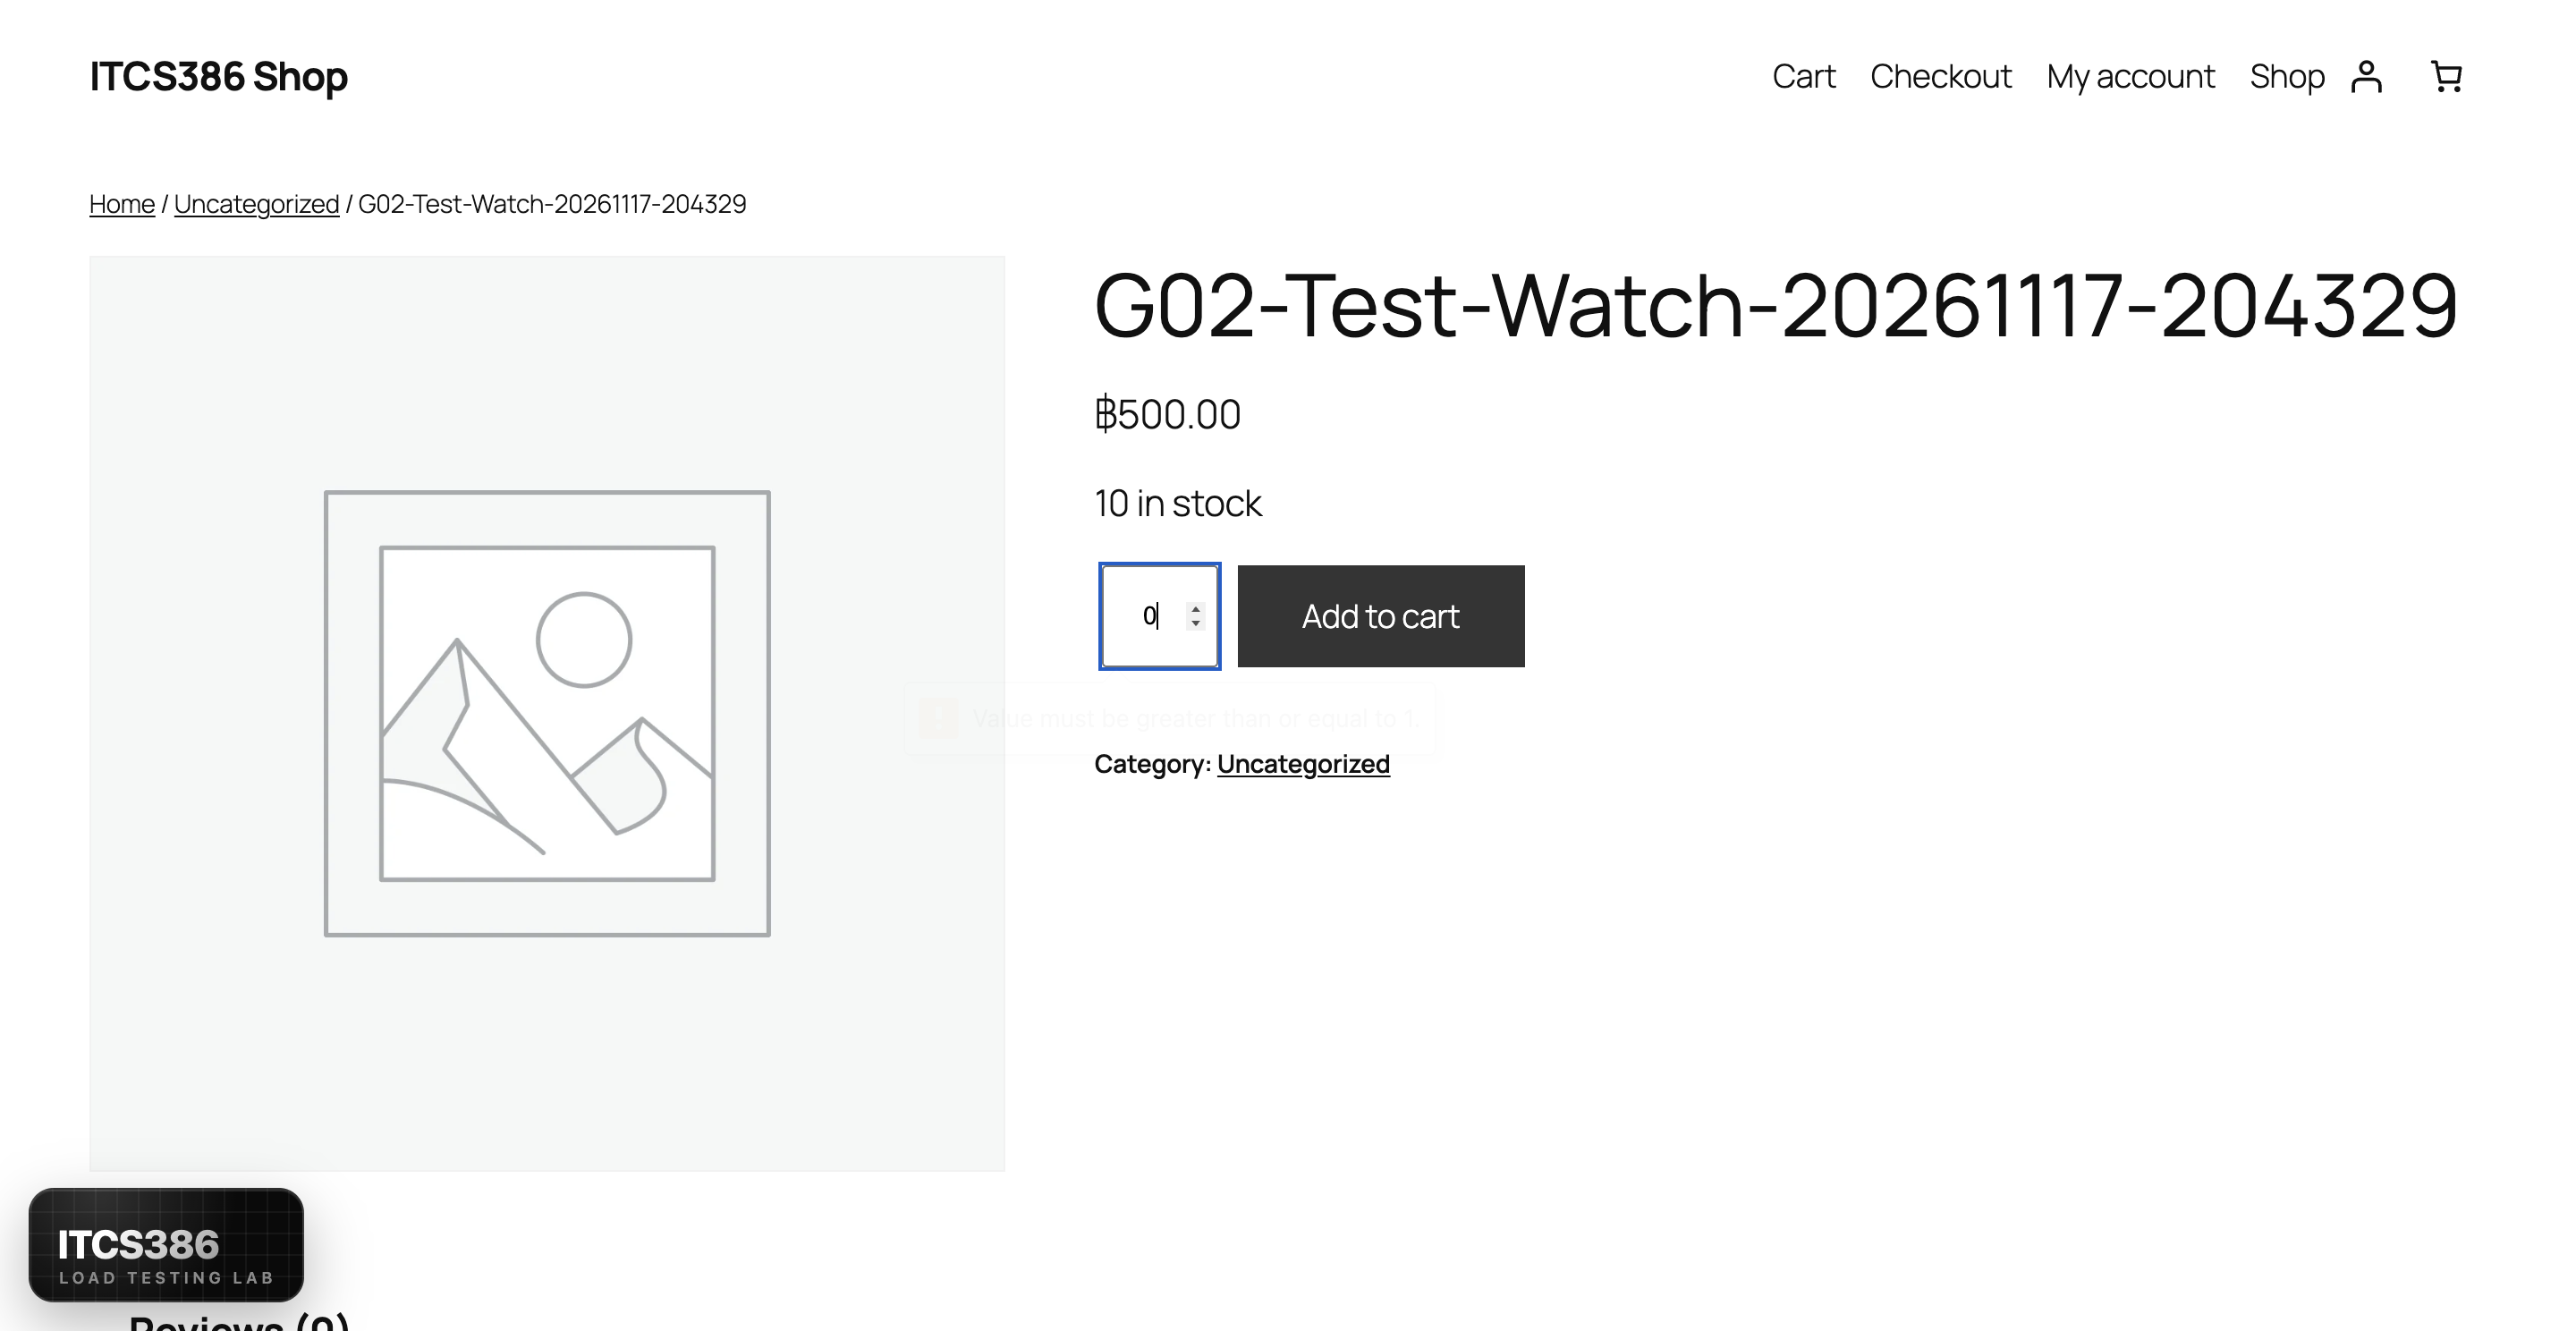 ITCS386 Shop
Cart Checkout My account Shop
Home / Uncategorized / G02-Test-Watch-20261117-204329
G02-Test-Watch-20261117-204329
฿500.00
10 in stock
0 Add to cart
! Value must be greater than or equal to 1.
Category: Uncategorized
ITCS386
LOAD TESTING LAB
Reviews (0)